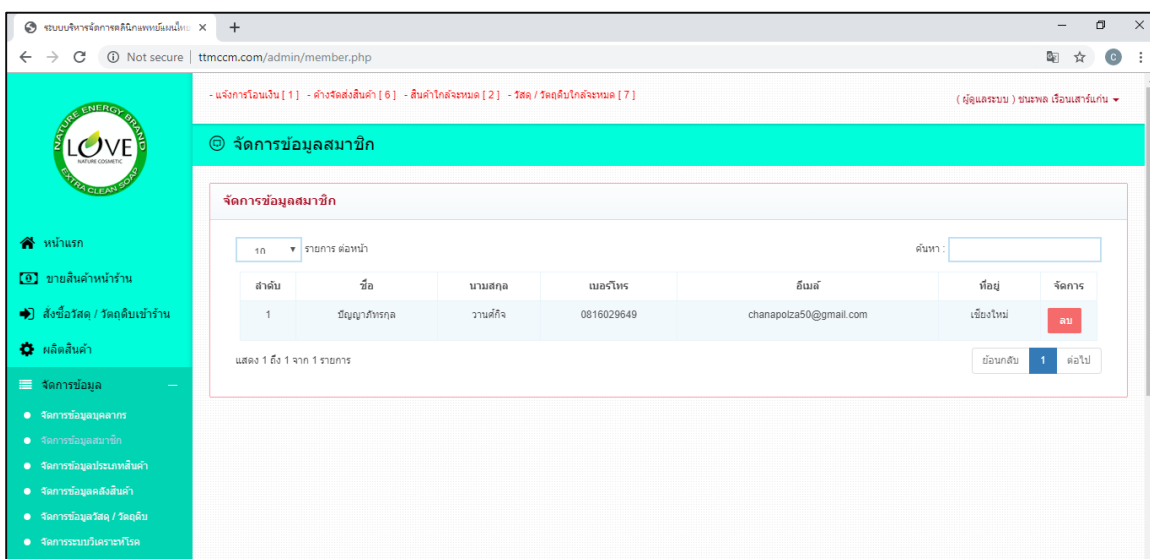 ระบบบริหารจัดการคลินิกแพทย์แผนไทย
Not secure | ttmccm.com/admin/member.php
C
NATURE ENERGY BRAND
LOVE
NATURE COSMETIC
EXTRA CLEAN SOAP
- แจ้งการโอนเงิน [ 1 ] - ค้างจัดส่งสินค้า [ 6 ] - สินค้าใกล้จะหมด [ 2 ] - วัสดุ / วัตถุดิบใกล้จะหมด [ 7 ]
( ผู้ดูแลระบบ ) ชนะพล เรือนเสาร์แก่น
จัดการข้อมูลสมาชิก
จัดการข้อมูลสมาชิก
10 รายการ ต่อหน้า
ค้นหา :
ลำดับ ชื่อ นามสกุล เบอร์โทร อีเมล์ ที่อยู่ จัดการ
1 ปัญญาภัทรกุล วานศ์กิจ 0816029649 chanapolza50@gmail.com เชียงใหม่ ลบ
แสดง 1 ถึง 1 จาก 1 รายการ
ย้อนกลับ 1 ต่อไป
หน้าแรก
ขายสินค้าหน้าร้าน
สั่งซื้อวัสดุ / วัตถุดิบเข้าร้าน
ผลิตสินค้า
จัดการข้อมูล
จัดการข้อมูลบุคลากร
จัดการข้อมูลสมาชิก
จัดการข้อมูลประเภทสินค้า
จัดการข้อมูลคลังสินค้า
จัดการข้อมูลวัสดุ / วัตถุดิบ
จัดการระบบวิเคราะห์โรค